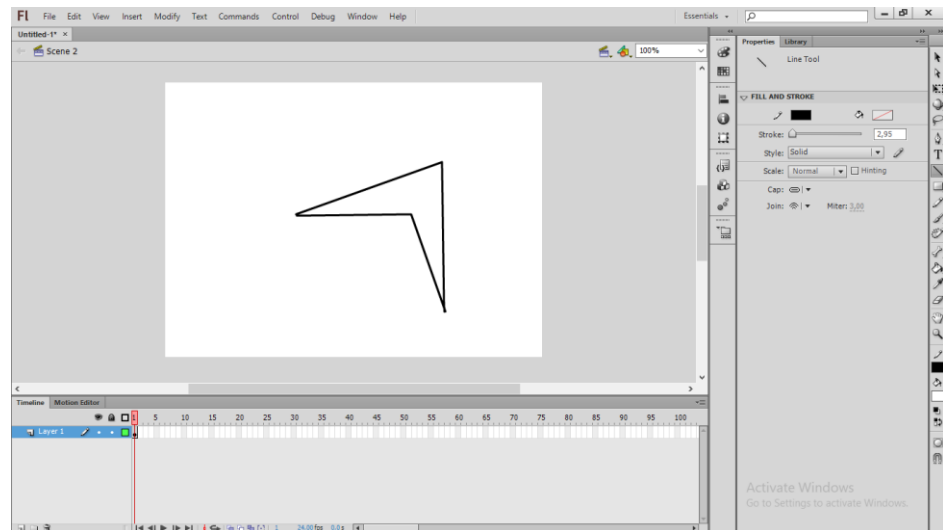 Fl File Edit View Insert Modify Text Commands Control Debug Window Help Essentials
Untitled-1* ×
Scene 2 100%
Properties Library
Line Tool
FILL AND STROKE
Stroke: 2,95
Style: Solid
Scale: Normal Hinting
Cap:
Join: Miter: 3,00
Timeline Motion Editor
1 5 10 15 20 25 30 35 40 45 50 55 60 65 70 75 80 85 90 95 100
Layer 1
1 24.00 fps 0.0 s
Activate Windows
Go to Settings to activate Windows.